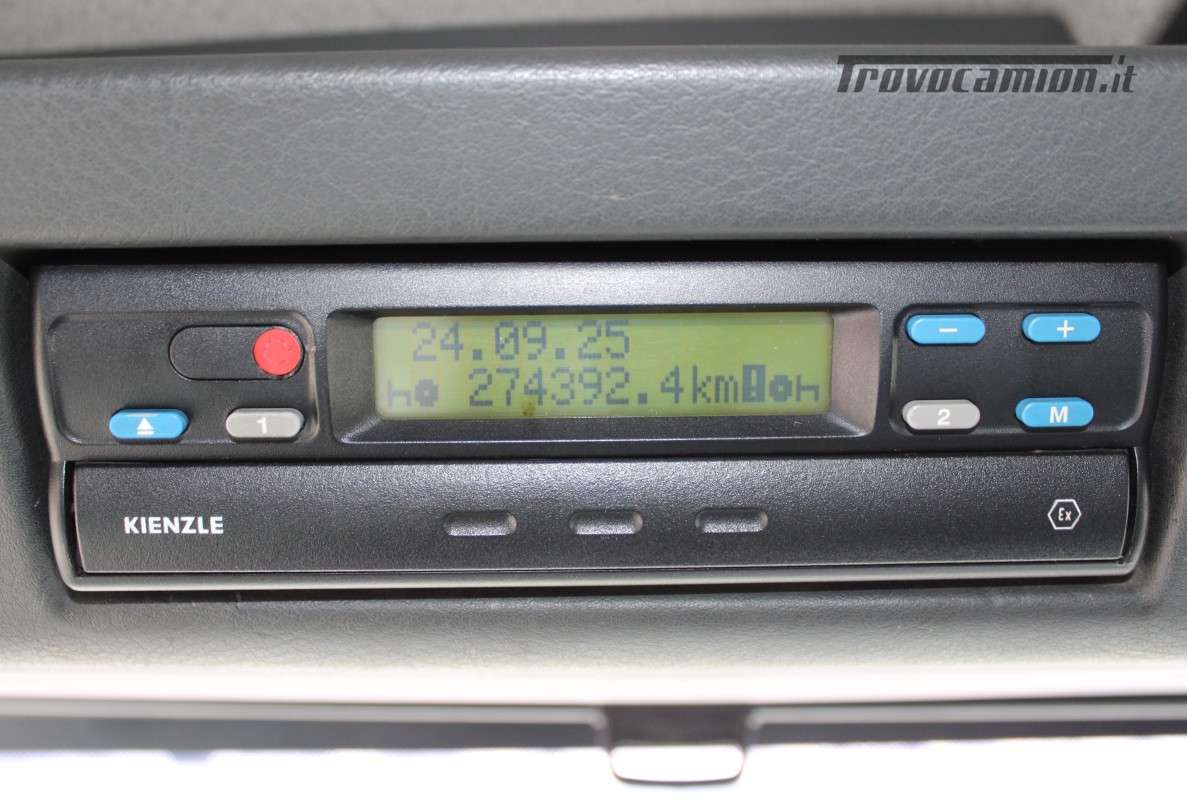 Trovocamion.it
24.09.25
274392.4km
- +
1
2 M
KIENZLE
Ex